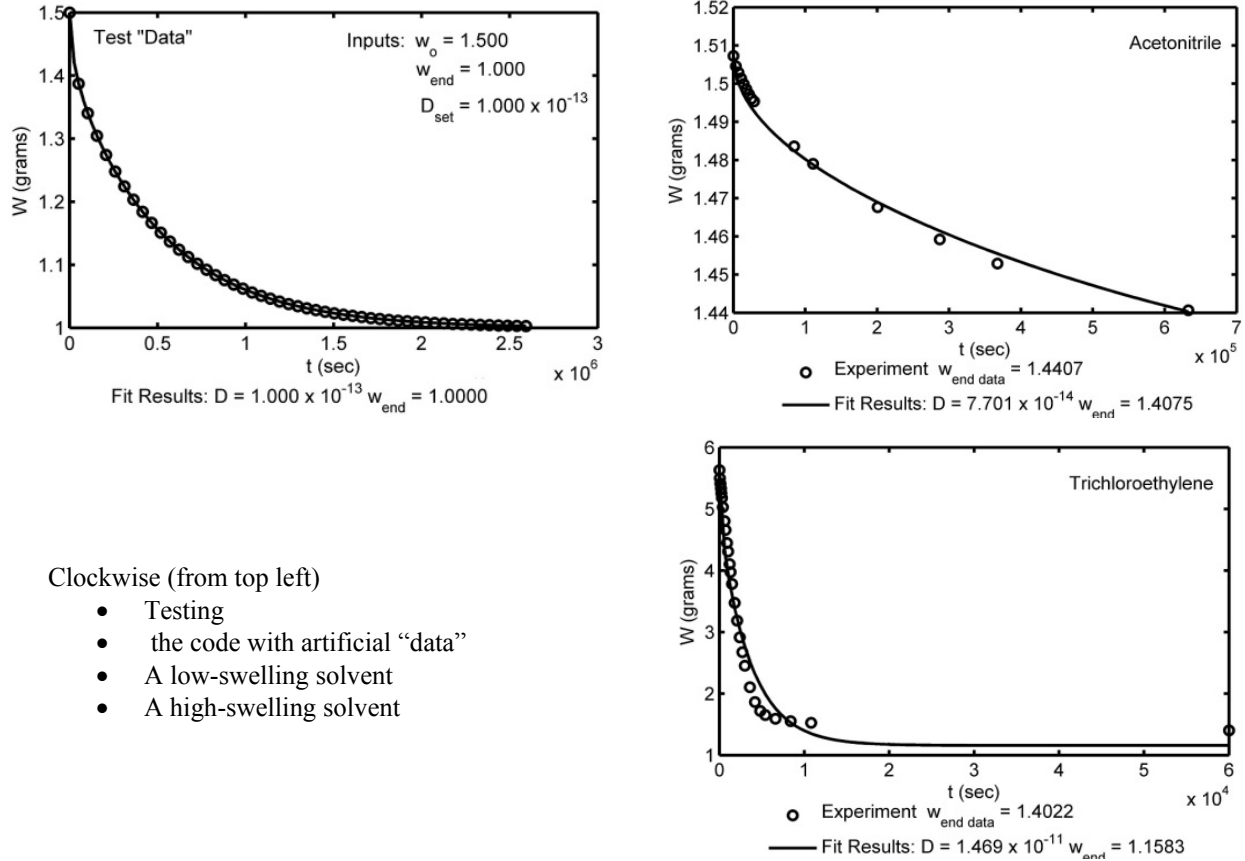 Test "Data"
Inputs: w_o = 1.500
w_end = 1.000
D_set = 1.000 x 10^-13
1.5
1.4
1.3
1.2
1.1
1
W (grams)
0 0.5 1 1.5 2 2.5 3
t (sec)
x 10^6
Fit Results: D = 1.000 x 10^-13 w_end = 1.0000
Acetonitrile
1.52
1.51
1.5
1.49
1.48
1.47
1.46
1.45
1.44
W (grams)
0 1 2 3 4 5 6 7
t (sec)
x 10^5
Experiment w_end data = 1.4407
Fit Results: D = 7.701 x 10^-14 w_end = 1.4075
Trichloroethylene
6
5
4
3
2
1
W (grams)
0 1 2 3 4 5 6
t (sec)
x 10^4
Experiment w_end data = 1.4022
Fit Results: D = 1.469 x 10^-11 w_end = 1.1583
Clockwise (from top left)
• Testing
• the code with artificial “data”
• A low-swelling solvent
• A high-swelling solvent